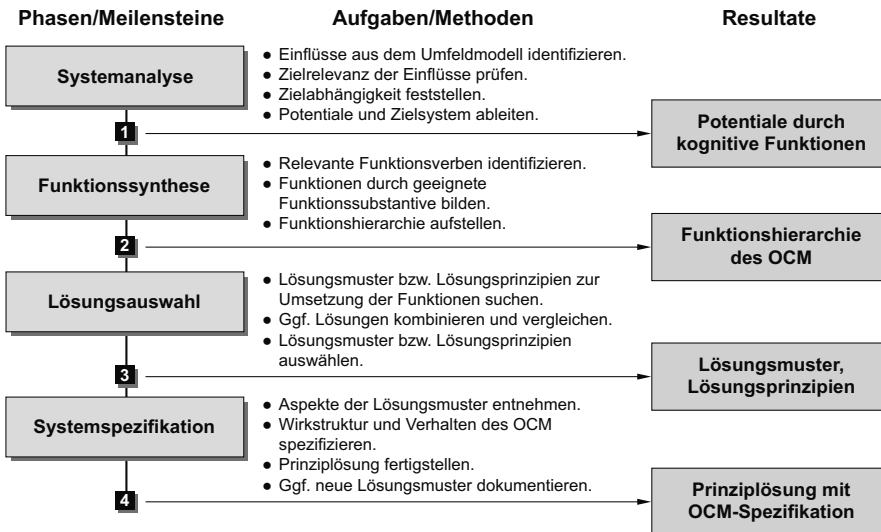 Phasen/Meilensteine
Aufgaben/Methoden
Resultate
Systemanalyse
● Einflüsse aus dem Umfeldmodell identifizieren.
● Zielrelevanz der Einflüsse prüfen.
● Zielabhängigkeit feststellen.
● Potentiale und Zielsystem ableiten.
1
Potentiale durch
kognitive Funktionen
Funktionssynthese
● Relevante Funktionsverben identifizieren.
● Funktionen durch geeignete
Funktionssubstantive bilden.
● Funktionshierarchie aufstellen.
2
Funktionshierarchie
des OCM
Lösungsauswahl
● Lösungsmuster bzw. Lösungsprinzipien zur
Umsetzung der Funktionen suchen.
● Ggf. Lösungen kombinieren und vergleichen.
● Lösungsmuster bzw. Lösungsprinzipien
auswählen.
3
Lösungsmuster,
Lösungsprinzipien
Systemspezifikation
● Aspekte der Lösungsmuster entnehmen.
● Wirkstruktur und Verhalten des OCM
spezifizieren.
● Prinziplösung fertigstellen.
● Ggf. neue Lösungsmuster dokumentieren.
4
Prinziplösung mit
OCM-Spezifikation